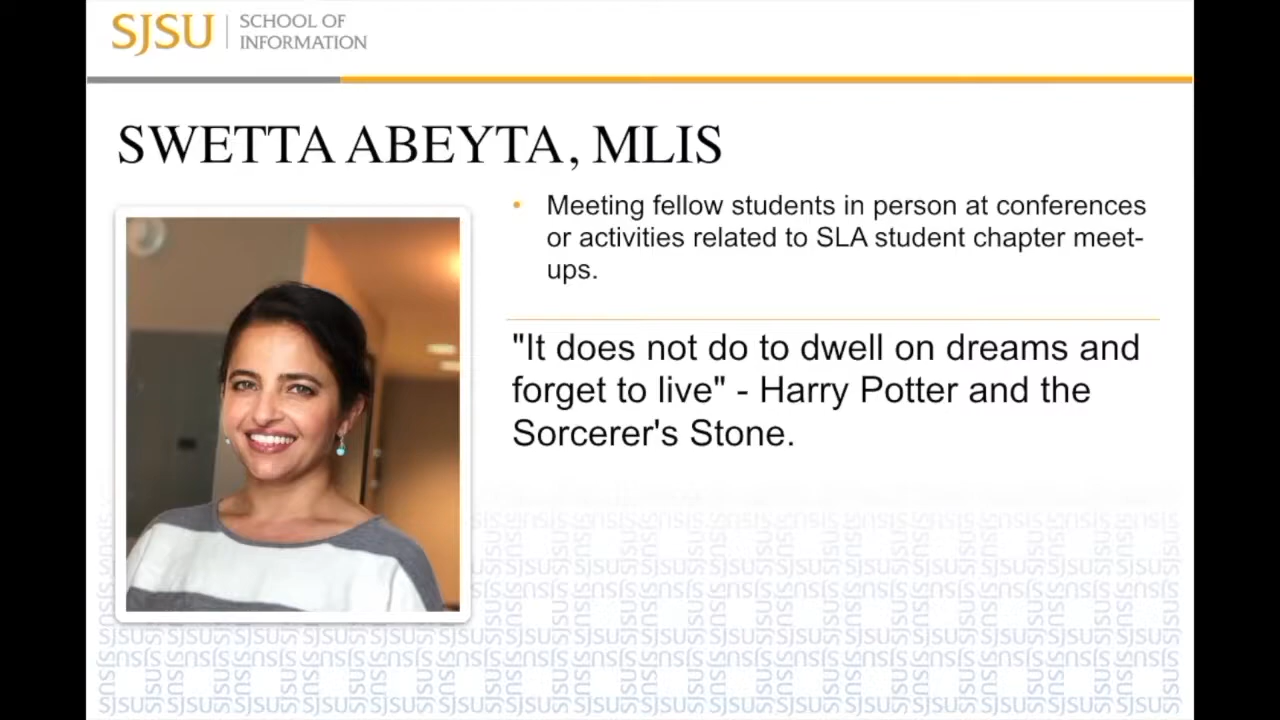 SJSU
SCHOOL OF
INFORMATION
SWETTA ABEYTA, MLIS
• Meeting fellow students in person at conferences
or activities related to SLA student chapter meet-
ups.
"It does not do to dwell on dreams and
forget to live" - Harry Potter and the
Sorcerer's Stone.